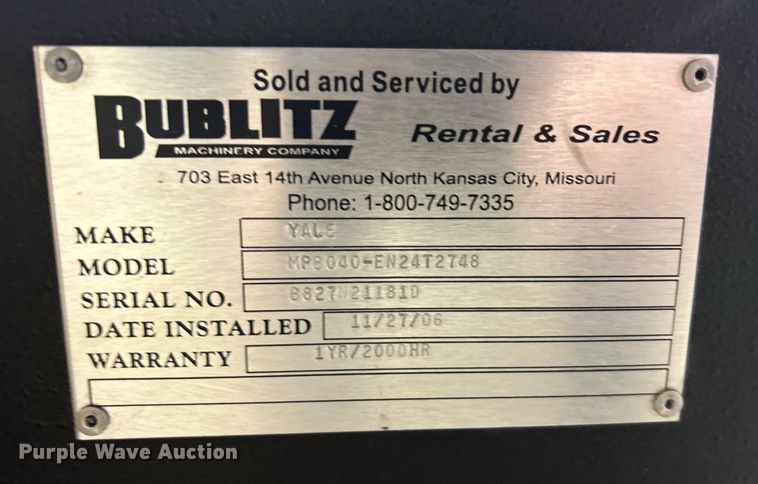 Sold and Serviced by
BUBLITZ
MACHINERY COMPANY
Rental & Sales
703 East 14th Avenue North Kansas City, Missouri
Phone: 1-800-749-7335
MAKE YALE
MODEL MPB040-EN24T2748
SERIAL NO. B827N21181D
DATE INSTALLED 11/27/06
WARRANTY 1YR/2000HR
Purple Wave Auction